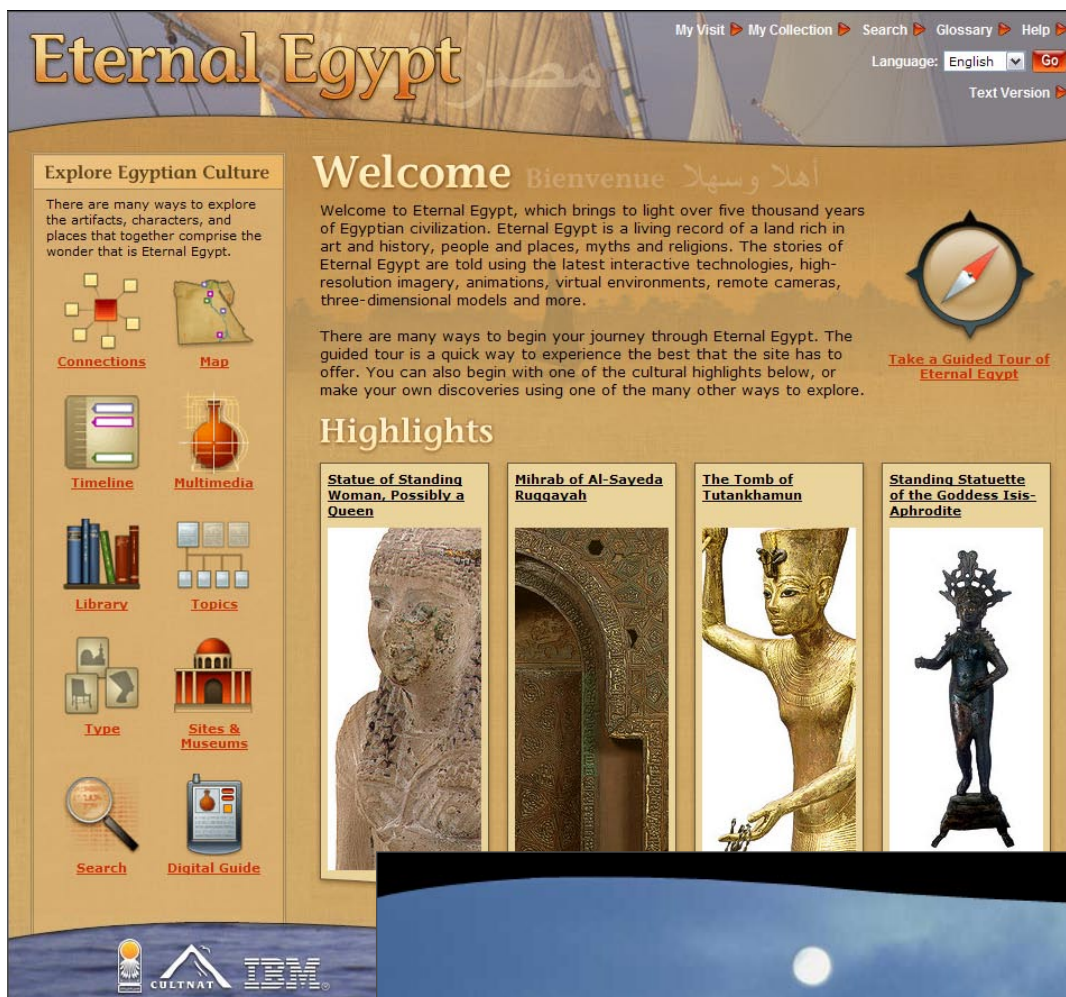 Eternal Egypt
مصر الخالدة
My Visit My Collection Search Glossary Help
Language: English Go
Text Version
Explore Egyptian Culture
There are many ways to explore
the artifacts, characters, and
places that together comprise the
wonder that is Eternal Egypt.
Connections Map
Timeline Multimedia
Library Topics
Type Sites &
Museums
Search Digital Guide
Welcome Bienvenue أهلا وسهلا
Welcome to Eternal Egypt, which brings to light over five thousand years
of Egyptian civilization. Eternal Egypt is a living record of a land rich in
art and history, people and places, myths and religions. The stories of
Eternal Egypt are told using the latest interactive technologies, high-
resolution imagery, animations, virtual environments, remote cameras,
three-dimensional models and more.
There are many ways to begin your journey through Eternal Egypt. The
guided tour is a quick way to experience the best that the site has to
offer. You can also begin with one of the cultural highlights below, or
make your own discoveries using one of the many other ways to explore.
Take a Guided Tour of
Eternal Egypt
Highlights
Statue of Standing
Woman, Possibly a
Queen
Mihrab of Al-Sayeda
Ruqqayah
The Tomb of
Tutankhamun
Standing Statuette
of the Goddess Isis-
Aphrodite
CULTNAT IBM®